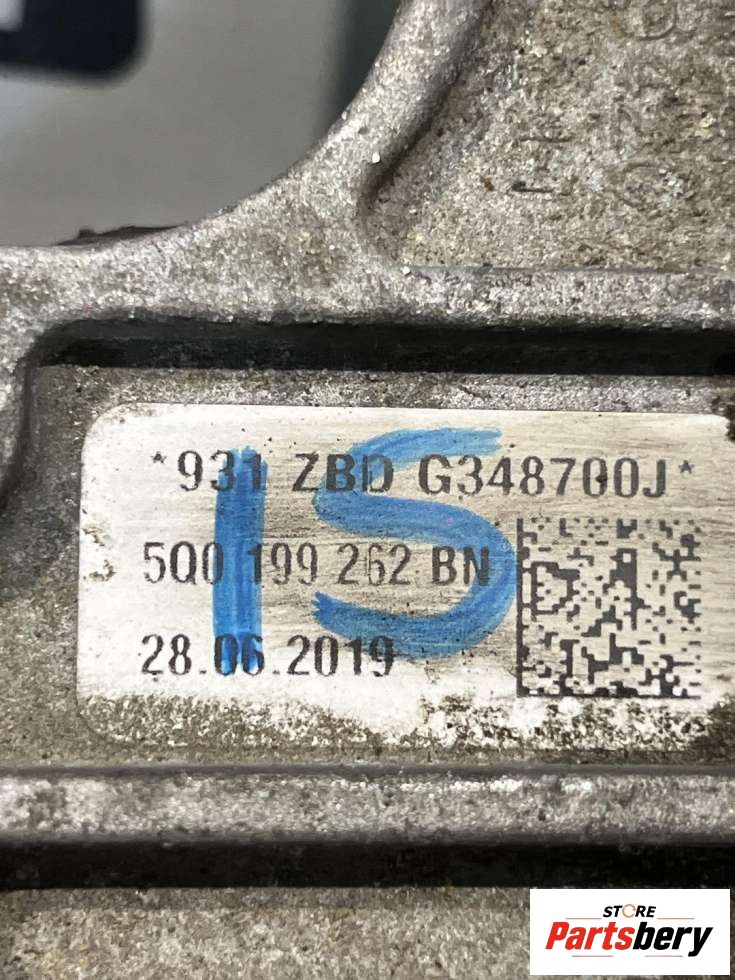 *931 ZBD G348700J*
5Q0 199 262 BN
28.06.2019
IS
STORE
Partsbery